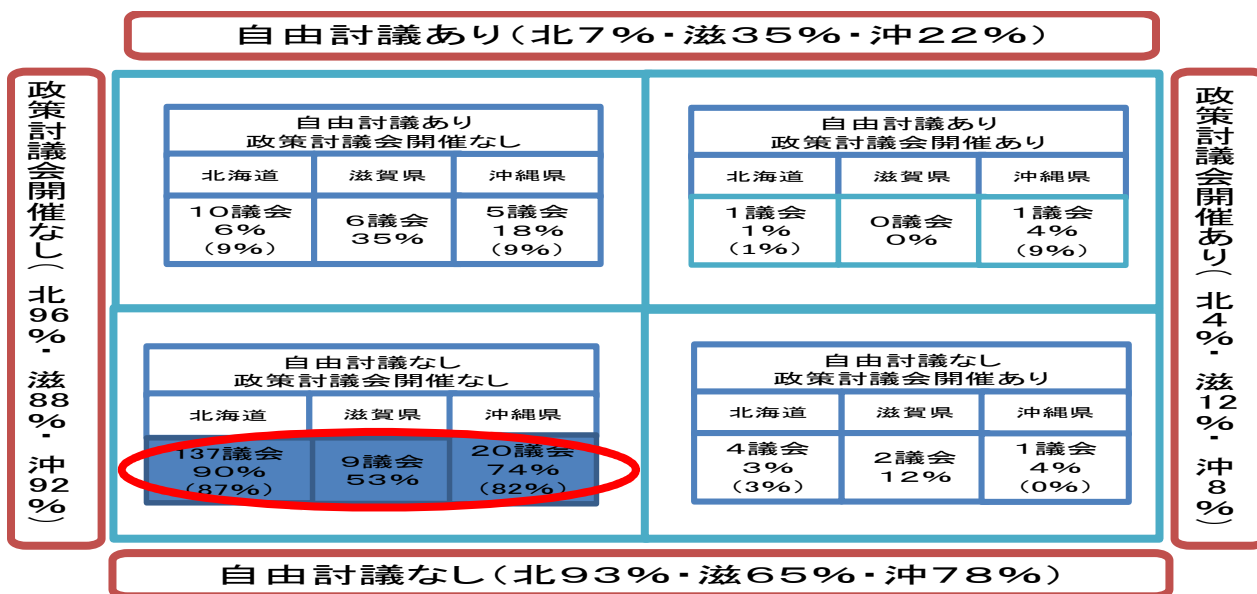 自由討議あり(北7%・滋35%・沖22%)
政策討議会開催なし(北96%・滋88%・沖92%)
自由討議あり
政策討議会開催なし
北海道 滋賀県 沖縄県
10議会 6議会 5議会
6% 35% 18%
(9%) (9%)
自由討議あり
政策討議会開催あり
北海道 滋賀県 沖縄県
1議会 0議会 1議会
1% 0% 4%
(1%) (9%)
政策討議会開催あり(北4%・滋12%・沖8%)
自由討議なし
政策討議会開催なし
北海道 滋賀県 沖縄県
137議会 9議会 20議会
90% 53% 74%
(87%) (82%)
自由討議なし
政策討議会開催あり
北海道 滋賀県 沖縄県
4議会 2議会 1議会
3% 12% 4%
(3%) (0%)
自由討議なし(北93%・滋65%・沖78%)